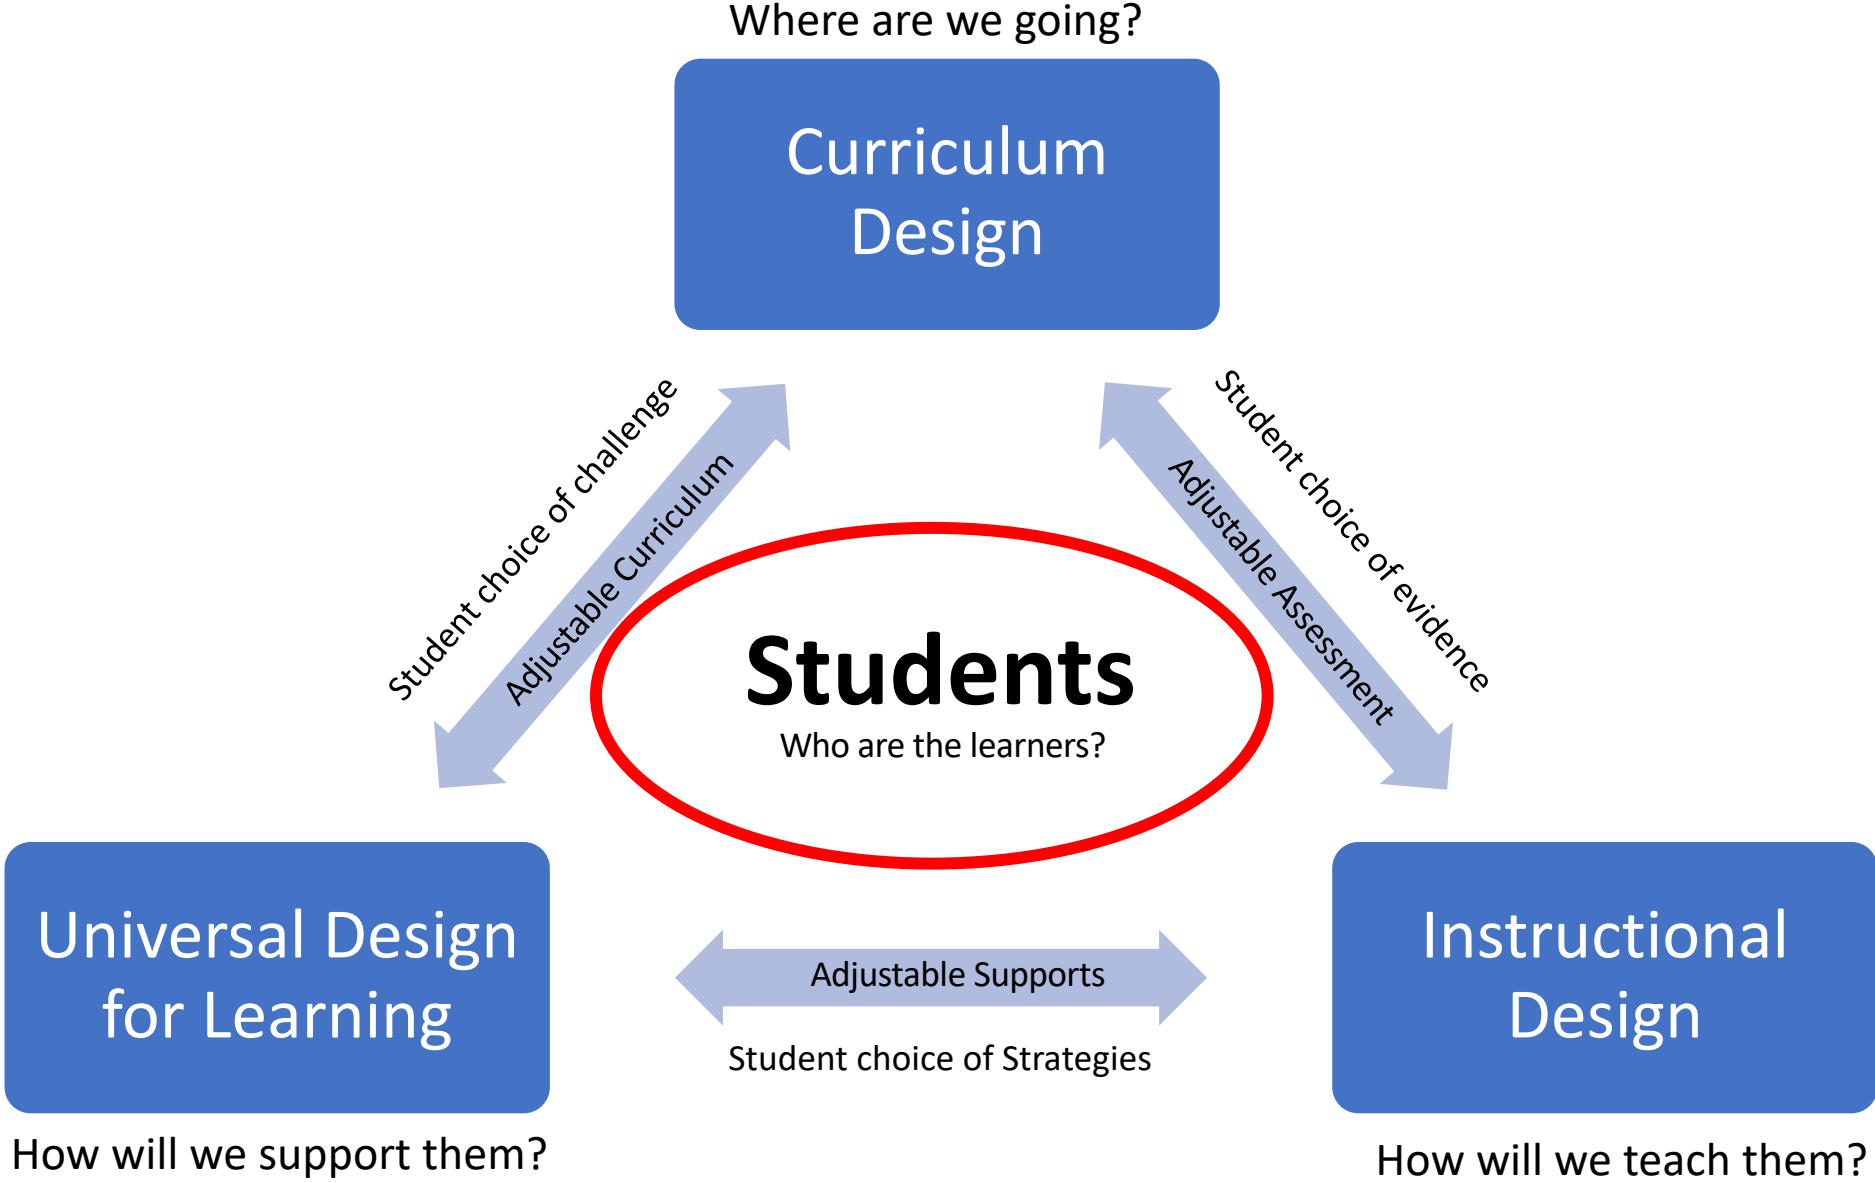 Where are we going?
Curriculum
Design
Student choice of challenge
Adjustable Curriculum
Adjustable Assessment
Student choice of evidence
Students
Who are the learners?
Universal Design
for Learning
Adjustable Supports
Student choice of Strategies
Instructional
Design
How will we support them?
How will we teach them?